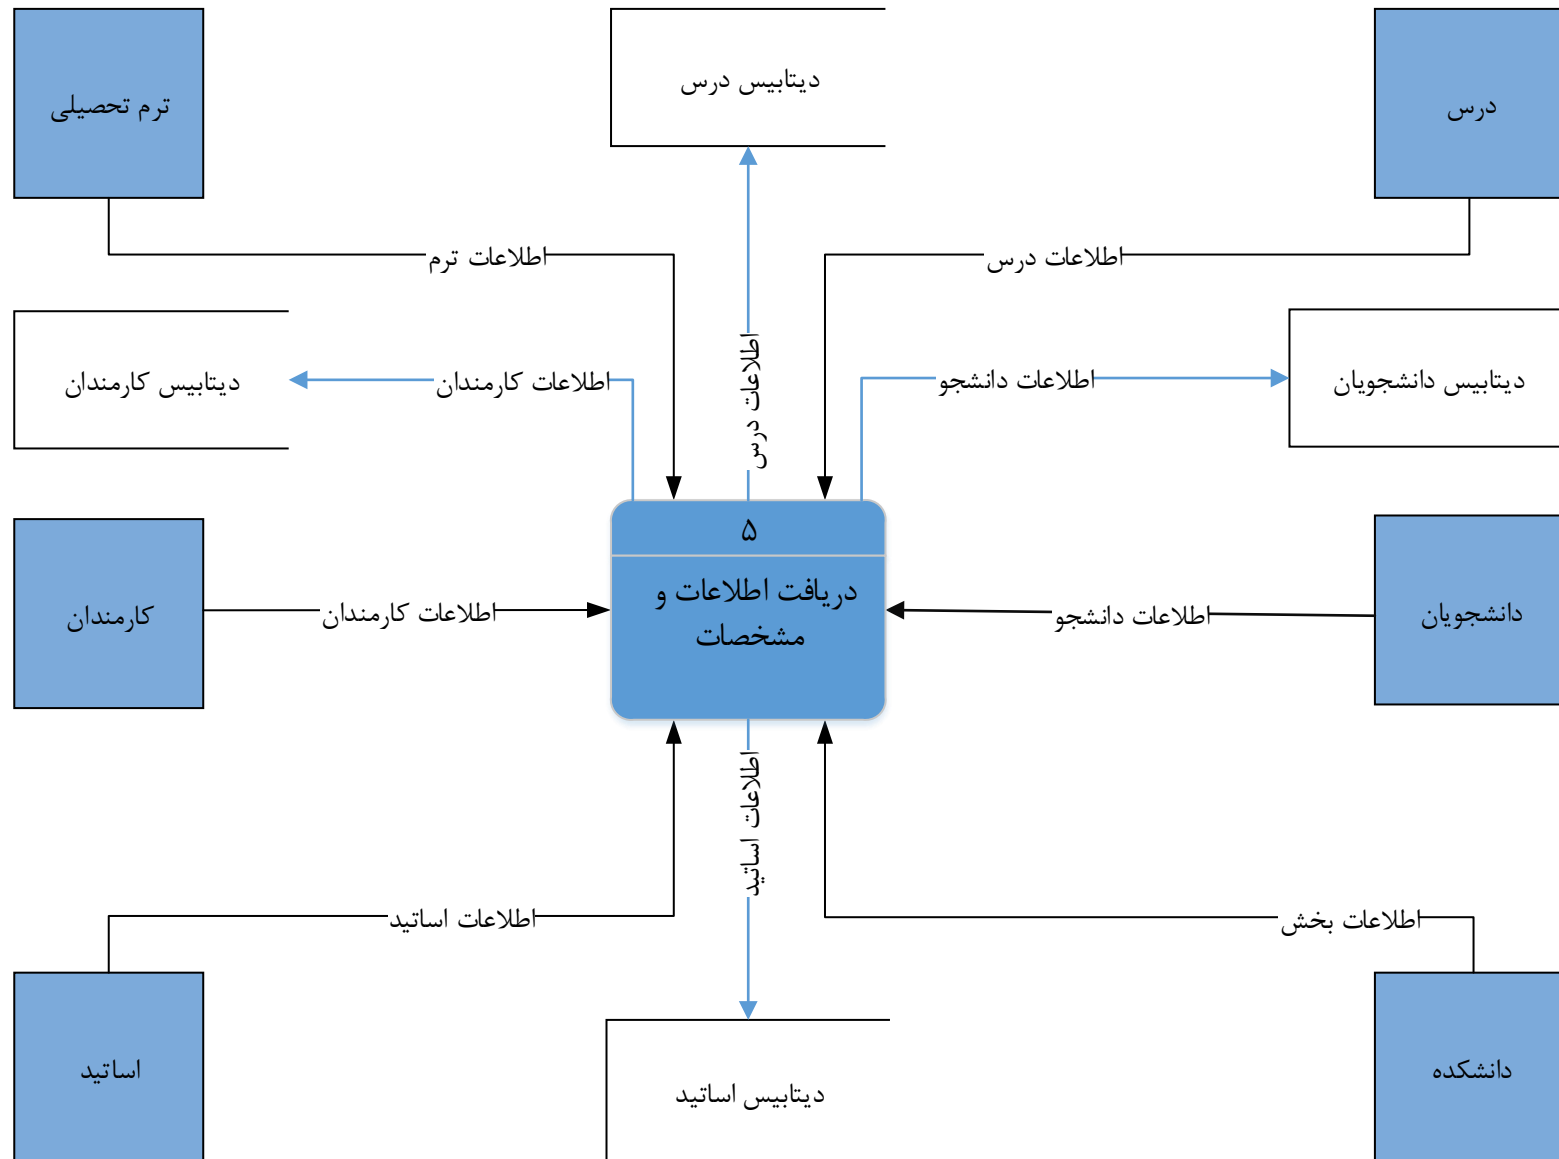 درس
دیتابیس درس
ترم تحصیلی
اطلاعات درس
اطلاعات ترم
دیتابیس دانشجویان
اطلاعات دانشجو
اطلاعات درس
اطلاعات کارمندان
دیتابیس کارمندان
۵
دریافت اطلاعات و
مشخصات
دانشجویان
اطلاعات دانشجو
اطلاعات کارمندان
کارمندان
اطلاعات اساتید
اطلاعات بخش
اطلاعات اساتید
دانشکده
دیتابیس اساتید
اساتید